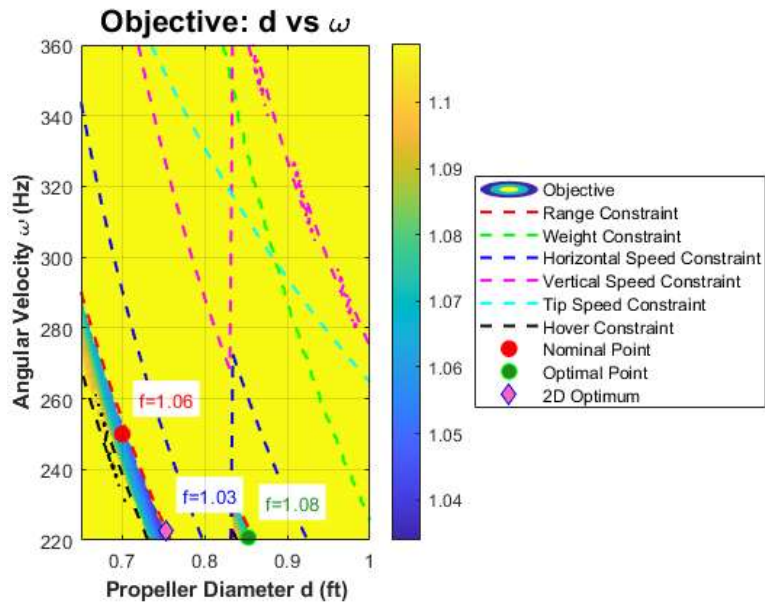 Objective: d vs ω
Angular Velocity ω (Hz)
360
340
320
300
280
260
240
220
0.7
0.8
0.9
1
Propeller Diameter d (ft)
f=1.06
f=1.03
f=1.08
1.1
1.09
1.08
1.07
1.06
1.05
1.04
Objective
Range Constraint
Weight Constraint
Horizontal Speed Constraint
Vertical Speed Constraint
Tip Speed Constraint
Hover Constraint
Nominal Point
Optimal Point
2D Optimum